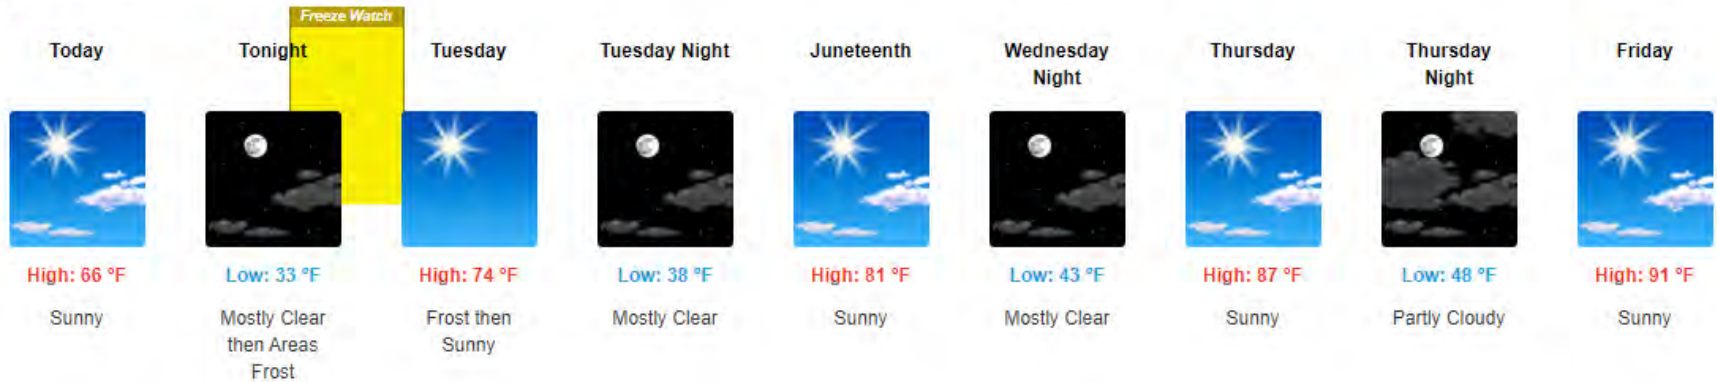 Freeze Watch
Today
Tonight
Tuesday
Tuesday Night
Juneteenth
Wednesday
Night
Thursday
Thursday
Night
Friday
High: 66 °F
Low: 33 °F
High: 74 °F
Low: 38 °F
High: 81 °F
Low: 43 °F
High: 87 °F
Low: 48 °F
High: 91 °F
Sunny
Mostly Clear
then Areas
Frost
Frost then
Sunny
Mostly Clear
Sunny
Mostly Clear
Sunny
Partly Cloudy
Sunny